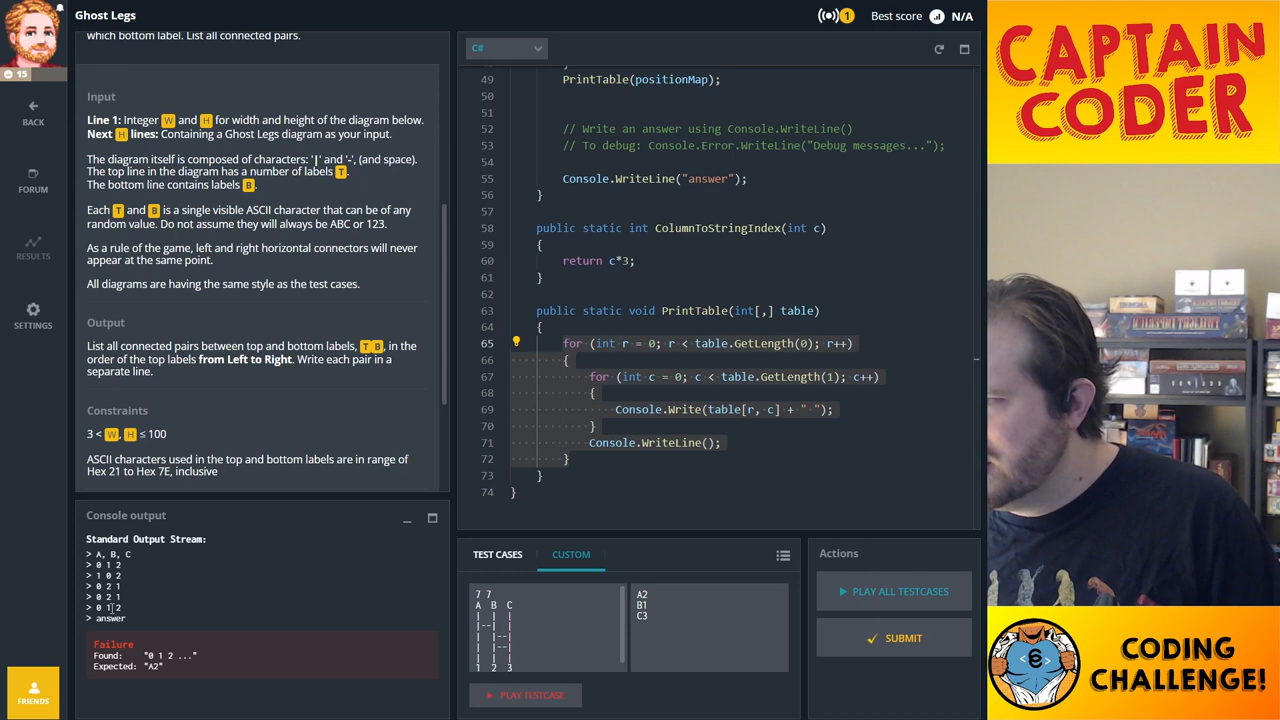 Ghost Legs
1
Best score
N/A
15
BACK
FORUM
RESULTS
SETTINGS
FRIENDS
which bottom label. List all connected pairs.
Input
Line 1: Integer W and H for width and height of the diagram below.
Next H lines: Containing a Ghost Legs diagram as your input.
The diagram itself is composed of characters: '|' and '-', (and space).
The top line in the diagram has a number of labels T.
The bottom line contains labels B.
Each T and B is a single visible ASCII character that can be of any
random value. Do not assume they will always be ABC or 123.
As a rule of the game, left and right horizontal connectors will never
appear at the same point.
All diagrams are having the same style as the test cases.
Output
List all connected pairs between top and bottom labels, T B, in the
order of the top labels from Left to Right. Write each pair in a
separate line.
Constraints
3 < W, H ≤ 100
ASCII characters used in the top and bottom labels are in range of
Hex 21 to Hex 7E, inclusive
Console output
Standard Output Stream:
> A, B, C
> 0 1 2
> 1 0 2
> 0 2 1
> 0 2 1
> 0 1 2
> answer
Failure
Found: "0 1 2 ..."
Expected: "A2"
C#
49 PrintTable(positionMap);
50
51
52 // Write an answer using Console.WriteLine()
53 // To debug: Console.Error.WriteLine("Debug messages...");
54
55 Console.WriteLine("answer");
56 }
57
58 public static int ColumnToStringIndex(int c)
59 {
60 return c*3;
61 }
62
63 public static void PrintTable(int[,] table)
64 {
65 for (int r = 0; r < table.GetLength(0); r++)
66 {
67 for (int c = 0; c < table.GetLength(1); c++)
68 {
69 Console.Write(table[r, c] + " ");
70 }
71 Console.WriteLine();
72 }
73 }
74 }
TEST CASES
CUSTOM
7 7
A  B  C
|  |  |
|--|  |
|  |--|
|  |--|
|  |  |
1  2  3
A2
B1
C3
PLAY TESTCASE
Actions
PLAY ALL TESTCASES
SUBMIT
CAPTAIN
CODER
CODING
CHALLENGE!